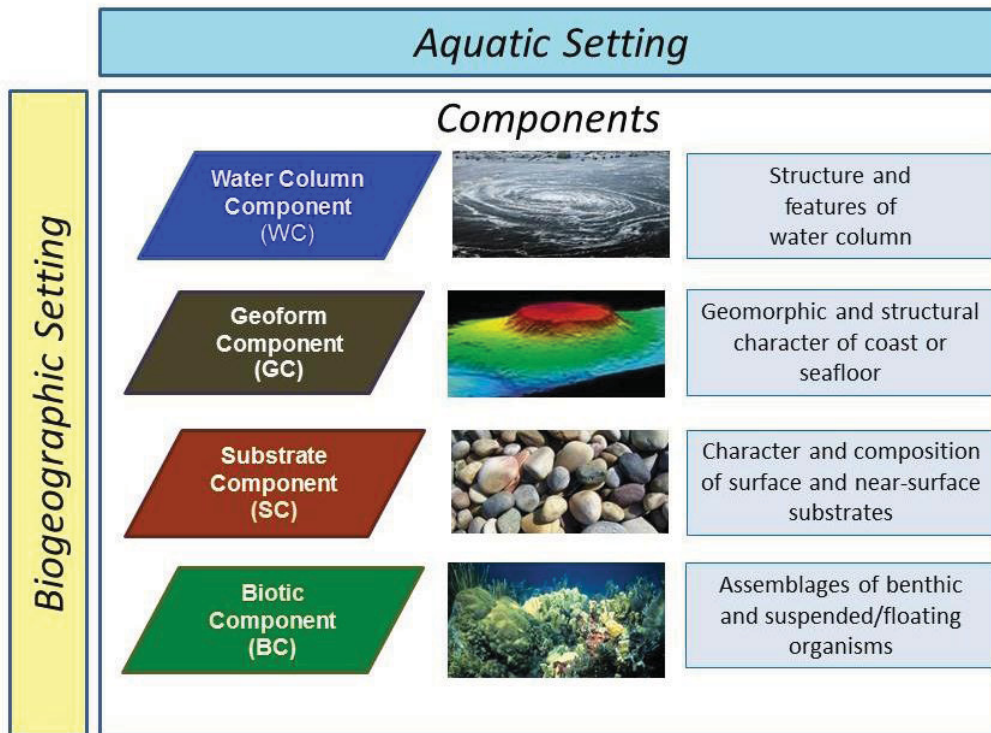 Aquatic Setting
Biogeographic Setting
Components
Water Column
Component
(WC)
Structure and
features of
water column
Geoform
Component
(GC)
Geomorphic and structural
character of coast or
seafloor
Substrate
Component
(SC)
Character and composition
of surface and near-surface
substrates
Biotic
Component
(BC)
Assemblages of benthic
and suspended/floating
organisms